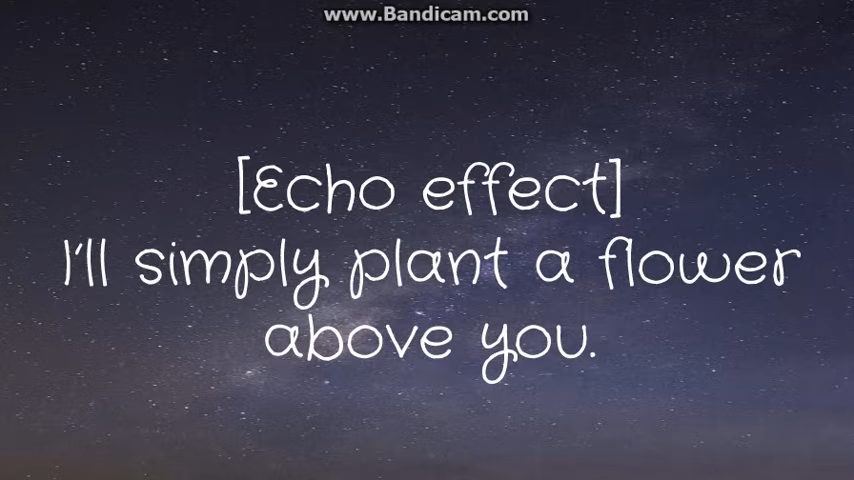 www.Bandicam.com
[Echo effect]
I'll simply plant a flower
above you.